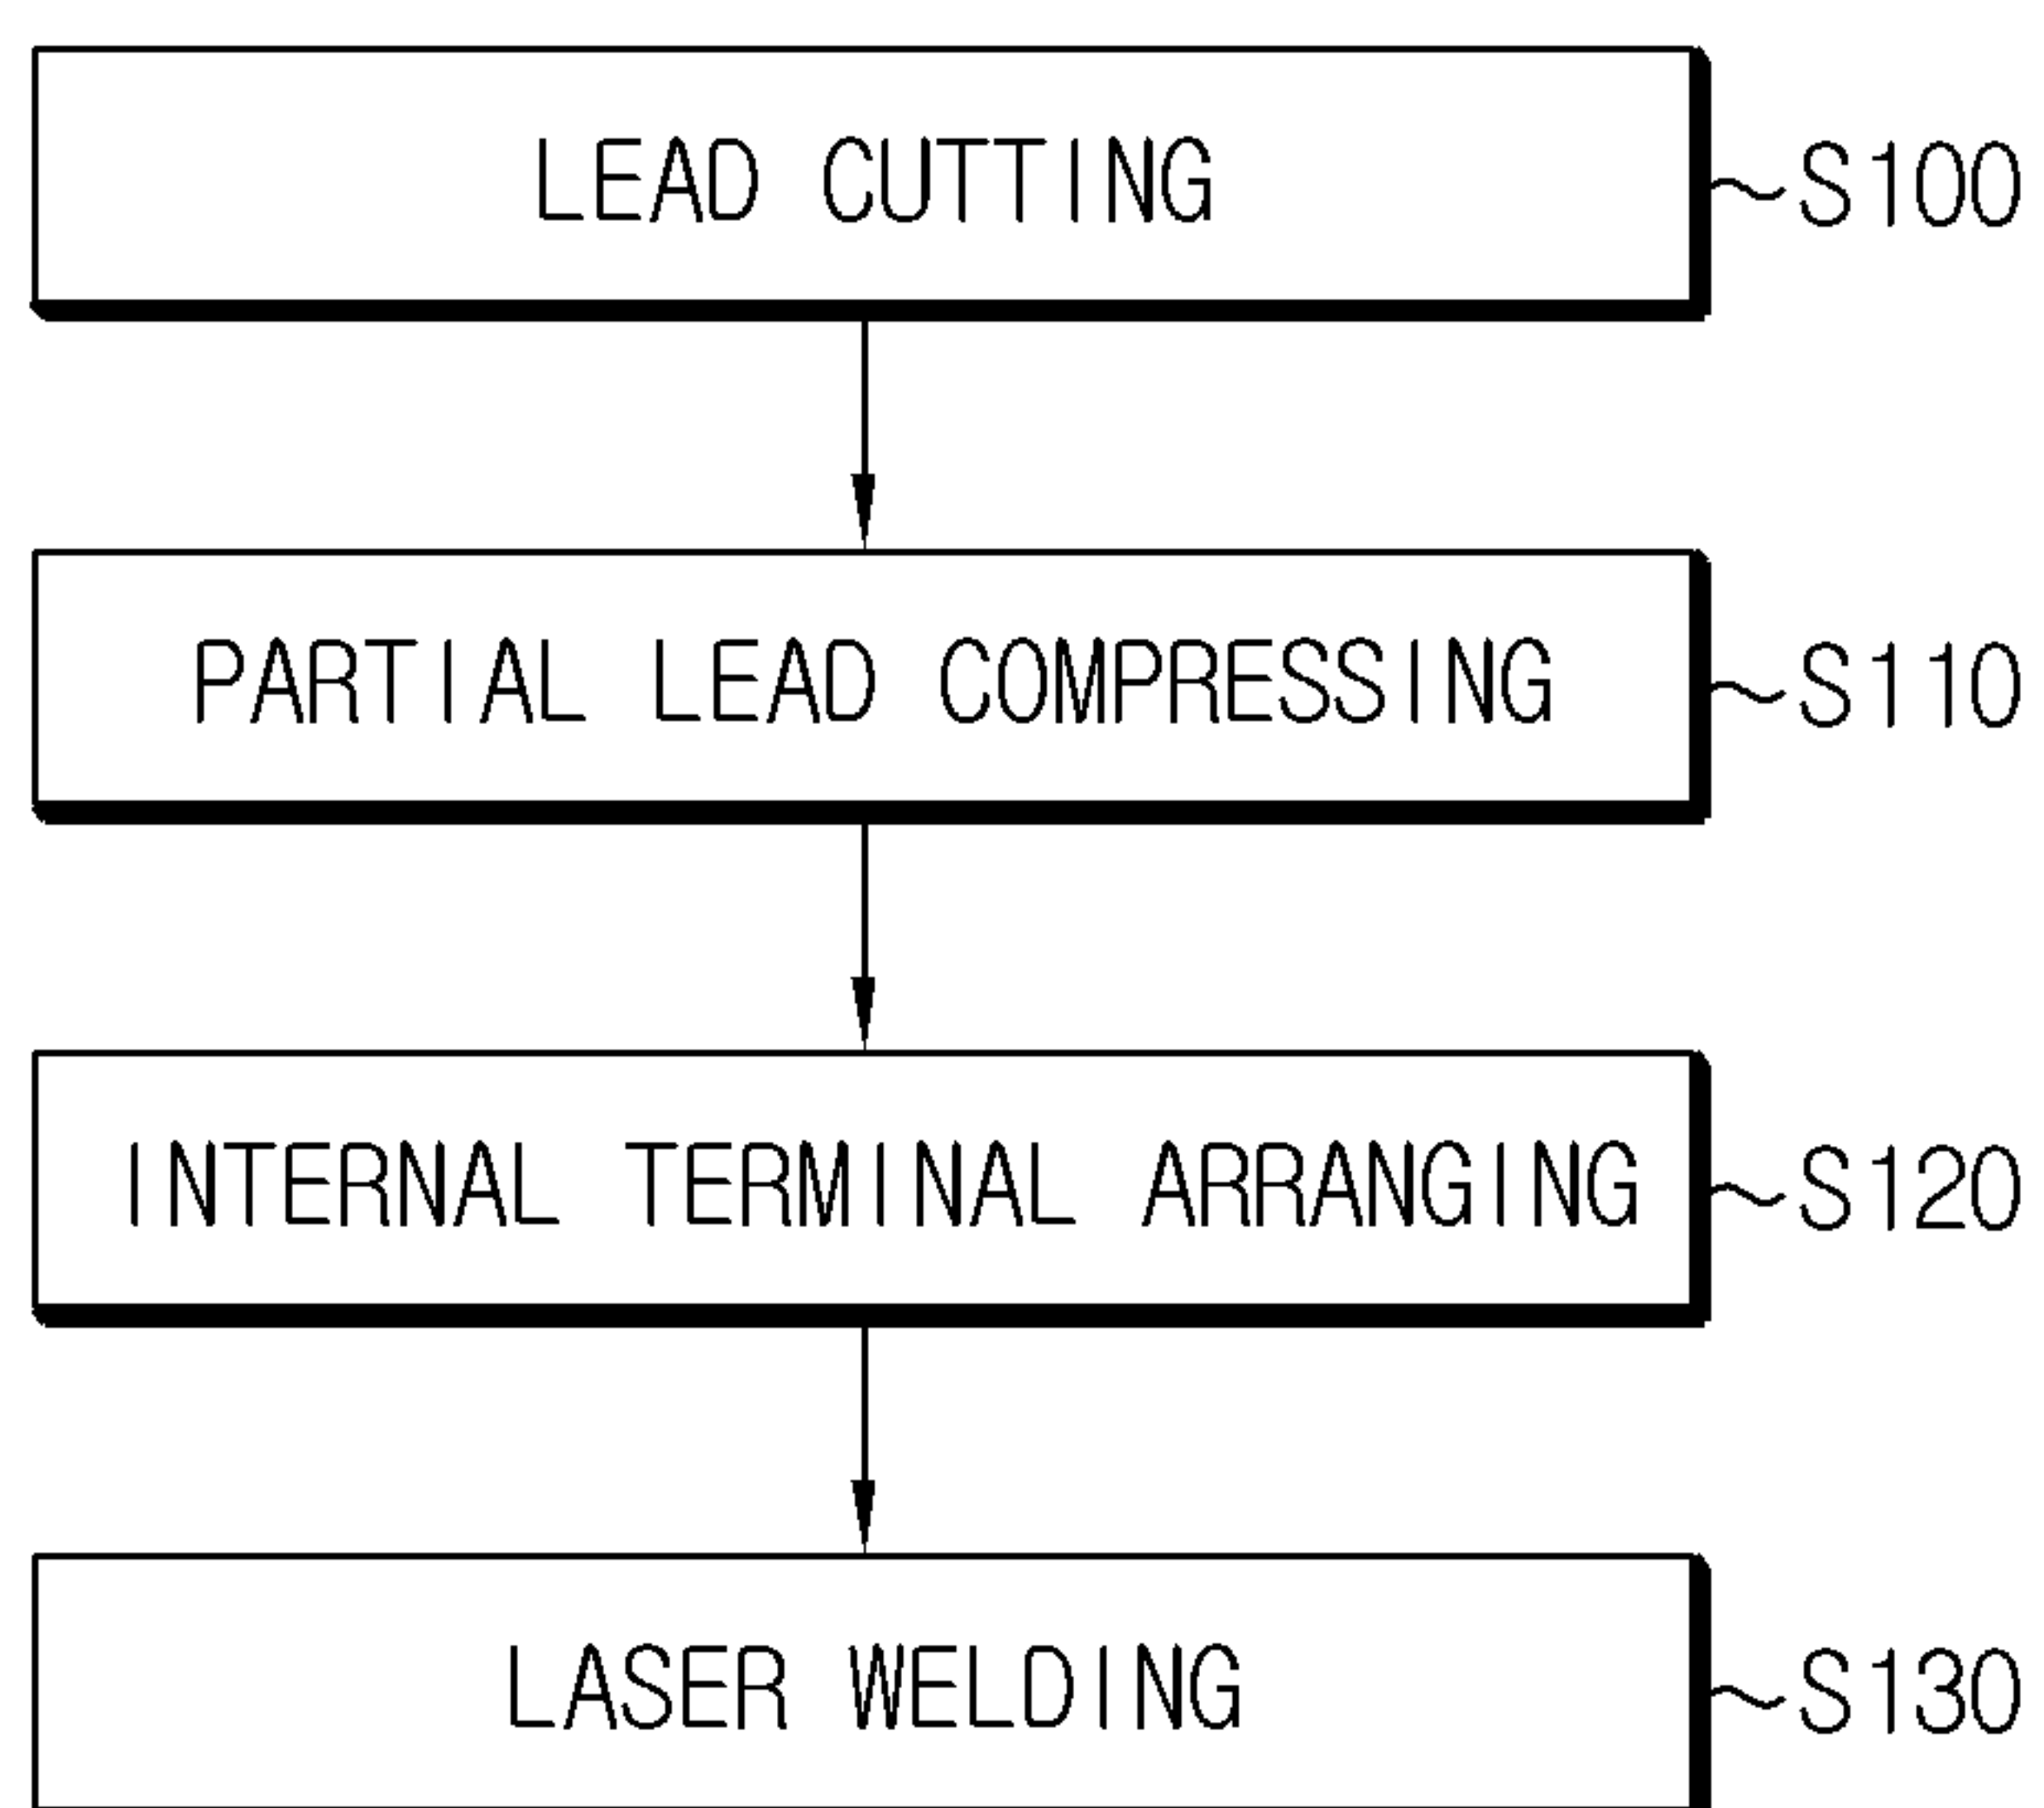 LEAD CUTTING
S100
PARTIAL LEAD COMPRESSING
S110
INTERNAL TERMINAL ARRANGING
S120
LASER WELDING
S130